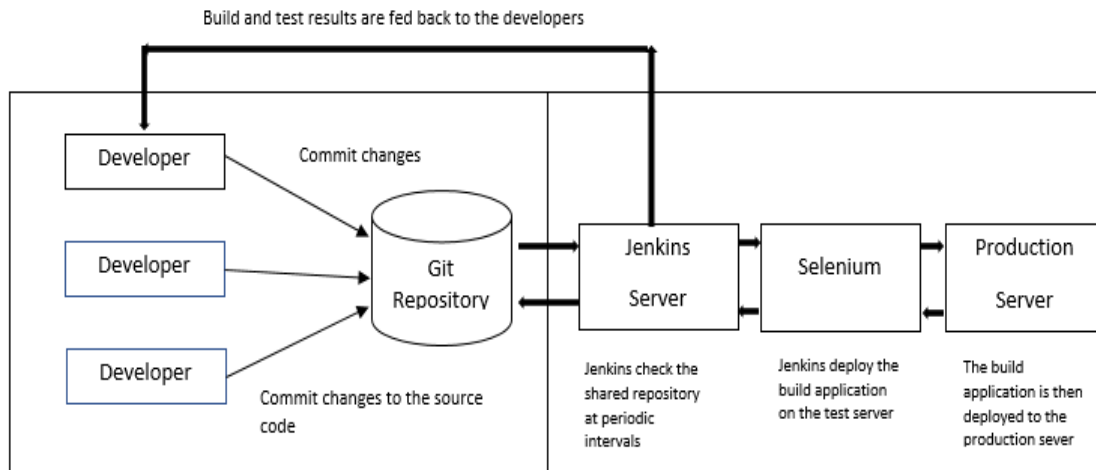 Build and test results are fed back to the developers
Developer
Commit changes
Developer
Developer
Git
Repository
Commit changes to the source
code
Jenkins
Server
Selenium
Production
Server
Jenkins check the
shared repository
at periodic
intervals
Jenkins deploy the
build application
on the test server
The build
application is then
deployed to the
production sever